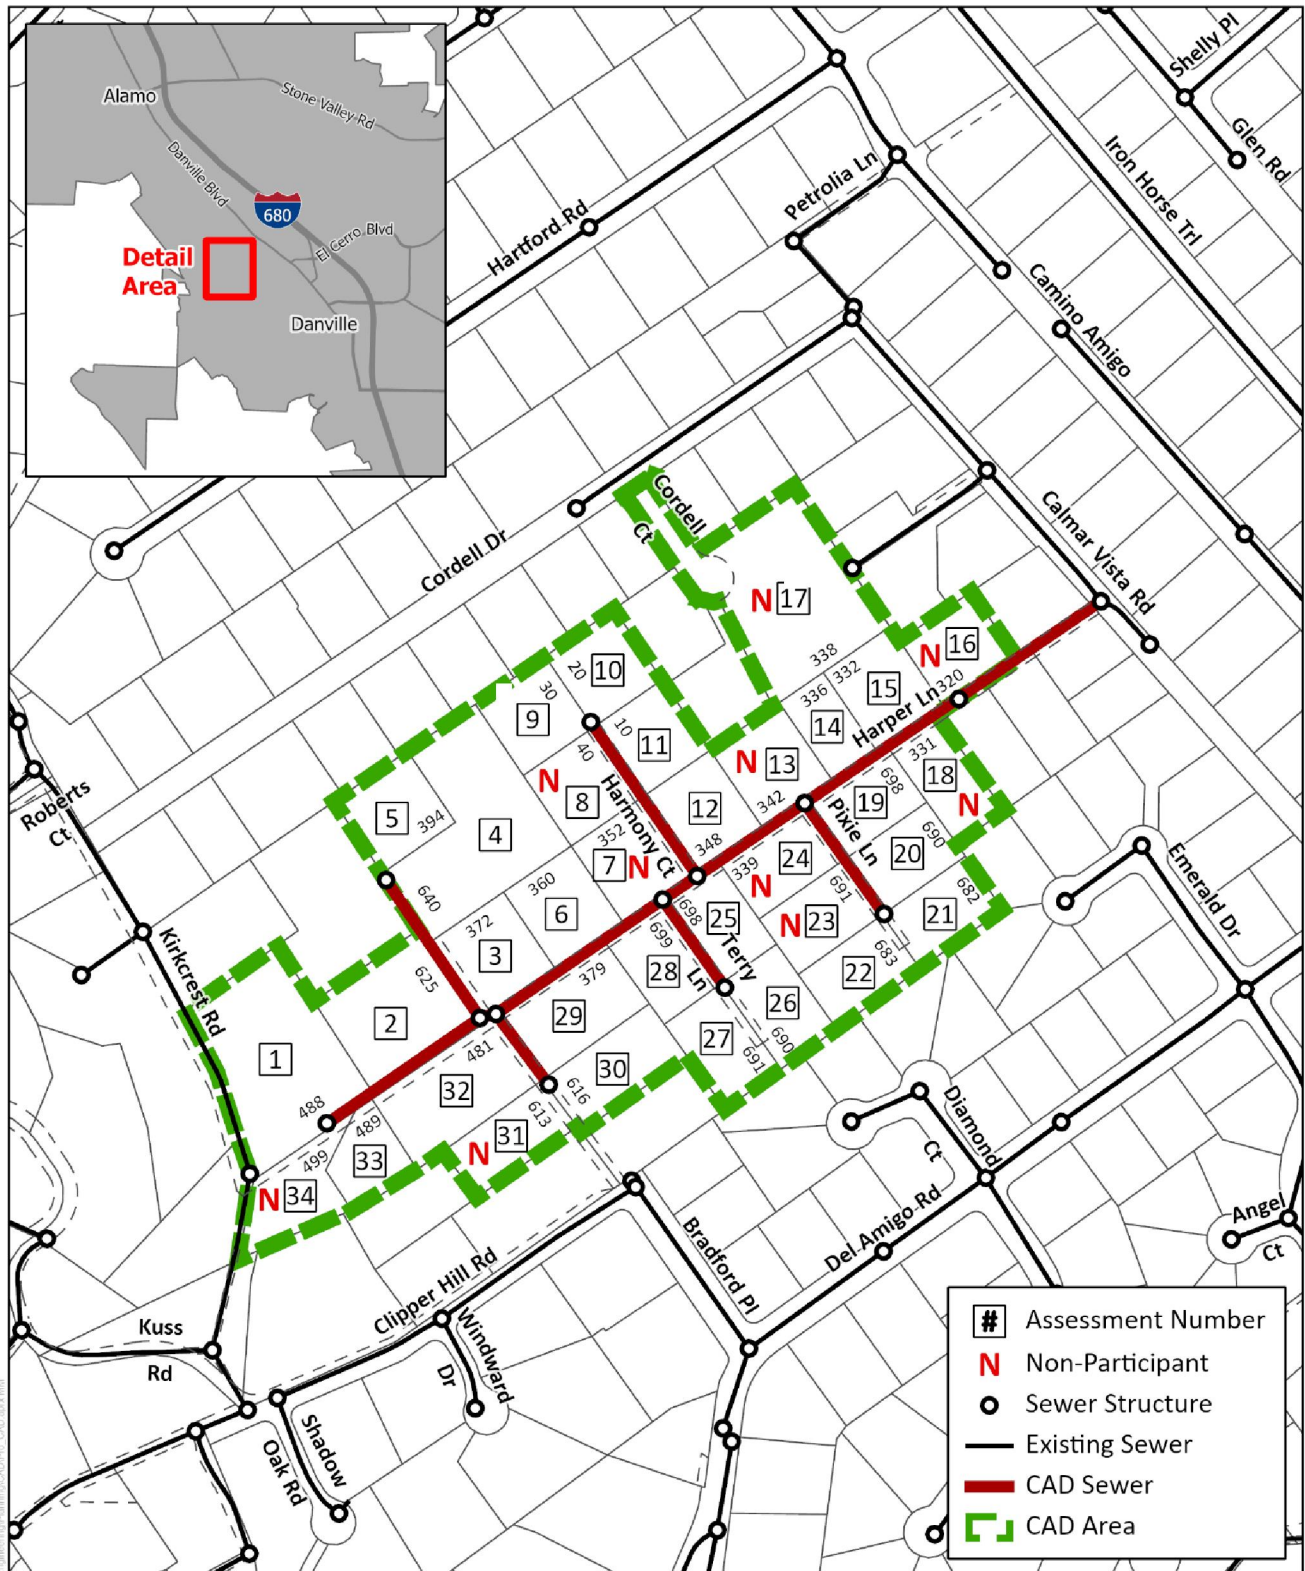 Shelly Pl
Glen Rd
Iron Horse Trl
Petrolia Ln
Hartford Rd
Camino Amigo
Alamo
Stone Valley Rd
Danville Blvd
680
El Cerro Blvd
Detail
Area
Danville
Calmar Vista Rd
Cordell
Ct
Cordell Dr
N 17
338
N 16
332
320
336
15
14
Harper Ln
10
20
30
9
10
11
40
N 13
331
18
N
5
394
4
N
8
Harmony Ct
12
342
698
19
Pixie Ln
690
20
352
7 N
348
339
24
N
691
640
360
6
372
3
698
25
N 23
682
21
683
625
699
28
Terry
Ln
22
379
2
29
26
690
27
691
481
30
1
32
616
613
488
489
N 31
499
33
N 34
Roberts
Ct
Kirkcrest Rd
Emerald Dr
Diamond
Ct
Del Amigo Rd
Angel
Ct
Bradford Pl
Clipper Hill Rd
Windward
Dr
Kuss
Rd
Shadow
Oak Rd
# Assessment Number
N Non-Participant
Sewer Structure
Existing Sewer
CAD Sewer
CAD Area